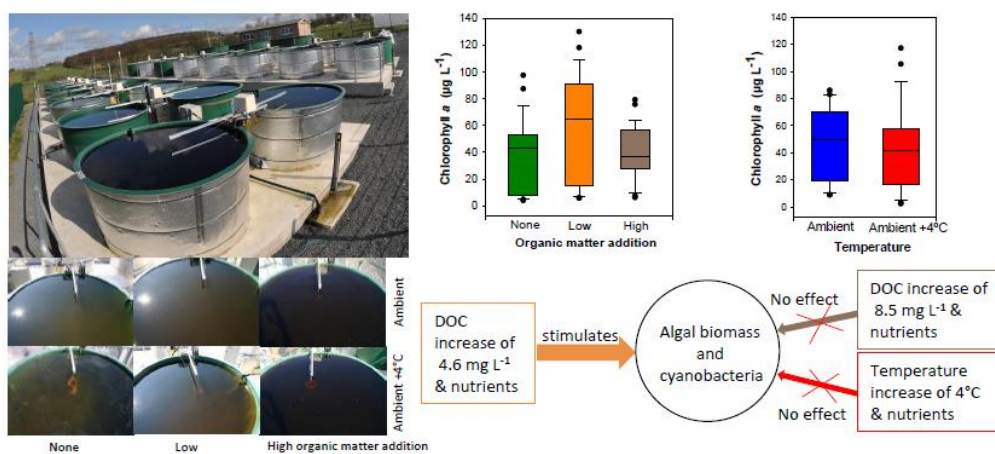 140
120
100
80
60
40
20
0
Chlorophyll a (µg L⁻¹)
None
Low
High
Organic matter addition
140
120
100
80
60
40
20
0
Chlorophyll a (µg L⁻¹)
Ambient
Ambient +4ºC
Temperature
Ambient
Ambient +4°C
None
Low
High organic matter addition
DOC
increase of
4.6 mg L⁻¹
& nutrients
stimulates
Algal biomass
and
cyanobacteria
No effect
DOC increase of
8.5 mg L⁻¹ &
nutrients
No effect
Temperature
increase of 4°C
& nutrients